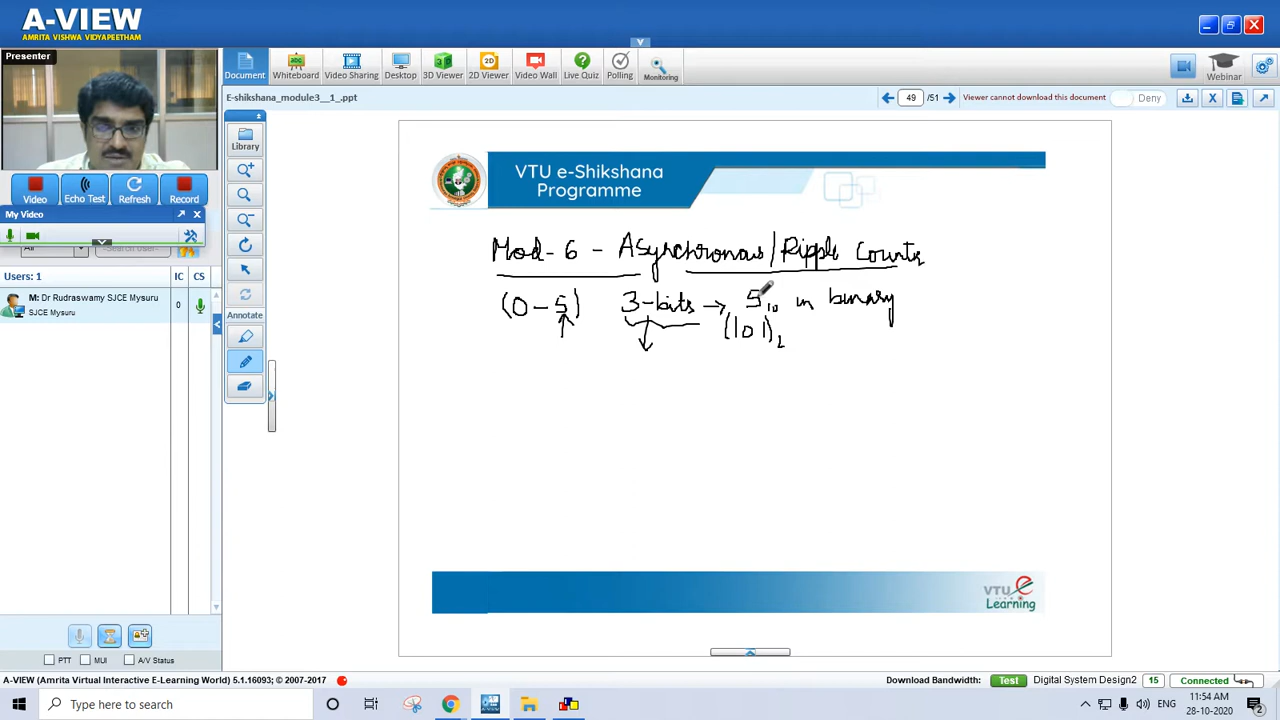 A-VIEW
AMRITA VISHWA VIDYAPEETHAM
Presenter
Document Whiteboard Video Sharing Desktop 3D Viewer 2D Viewer Video Wall Live Quiz Polling Monitoring Webinar
E-shikshana_module3__1_.ppt 49 /51 Viewer cannot download this document Deny
Library
Video Echo Test Refresh Record
My Video
All Search User-
Users: 1 IC CS
M: Dr Rudraswamy SJCE Mysuru 0
SJCE Mysuru
Annotate
VTU e-Shikshana
Programme
Mod-6 - Asynchronous/Ripple Counter
(0-5) 3-bits → 5₁₀ in binary
(101)₂
VTU e
Learning
PTT MUI A/V Status
A-VIEW (Amrita Virtual Interactive E-Learning World) 5.1.16093; © 2007-2017 Download Bandwidth: Test Digital System Design2 15 Connected
Type here to search ENG 11:54 AM
28-10-2020 2